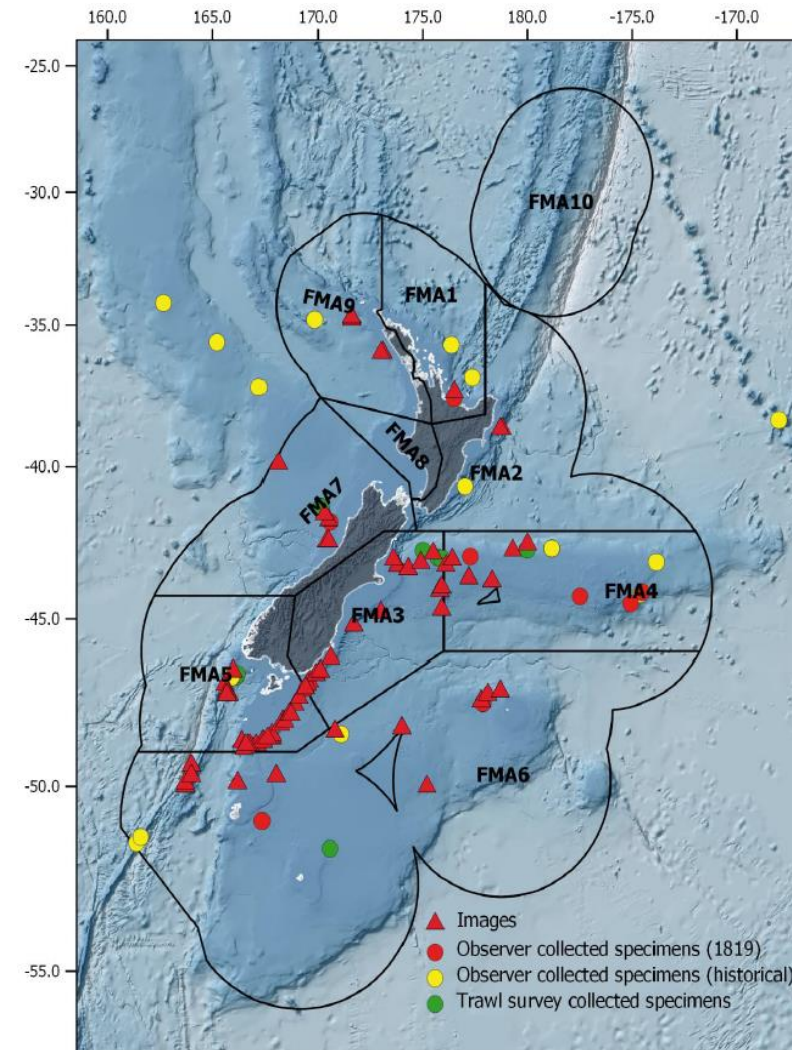 160.0 165.0 170.0 175.0 180.0 -175.0 -170.0
-25.0
-30.0
FMA10
FMA9
FMA1
-35.0
FMA8
-40.0
FMA2
FMA7
FMA4
FMA3
-45.0
FMA5
FMA6
-50.0
Images
Observer collected specimens (1819)
-55.0
Observer collected specimens (historical)
Trawl survey collected specimens